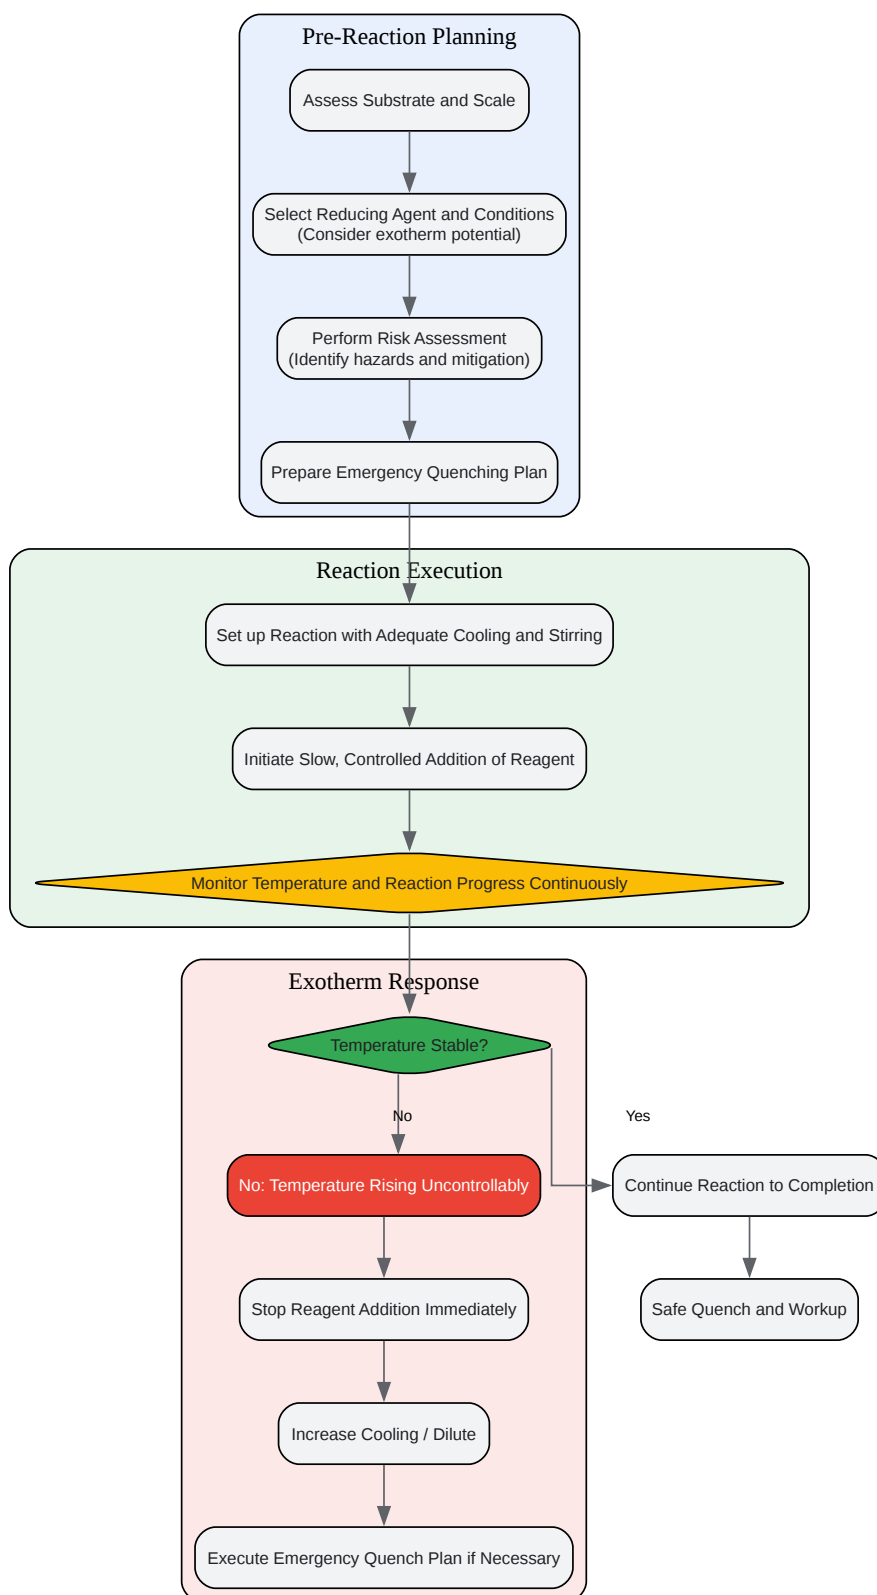 Pre-Reaction Planning
Assess Substrate and Scale
Select Reducing Agent and Conditions
(Consider exotherm potential)
Perform Risk Assessment
(Identify hazards and mitigation)
Prepare Emergency Quenching Plan
Reaction Execution
Set up Reaction with Adequate Cooling and Stirring
Initiate Slow, Controlled Addition of Reagent
Monitor Temperature and Reaction Progress Continuously
Exotherm Response
Temperature Stable?
No
Yes
No: Temperature Rising Uncontrollably
Continue Reaction to Completion
Stop Reagent Addition Immediately
Safe Quench and Workup
Increase Cooling / Dilute
Execute Emergency Quench Plan if Necessary